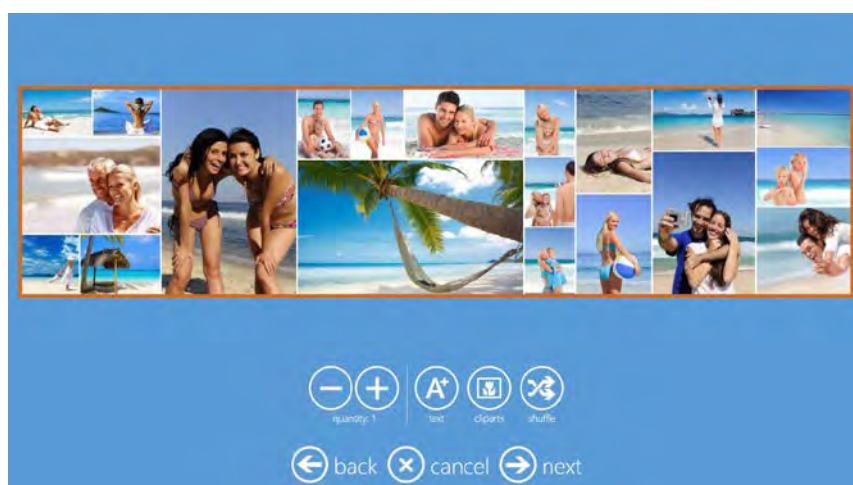 quantity: 1
text
cliparts
shuffle
back
cancel
next